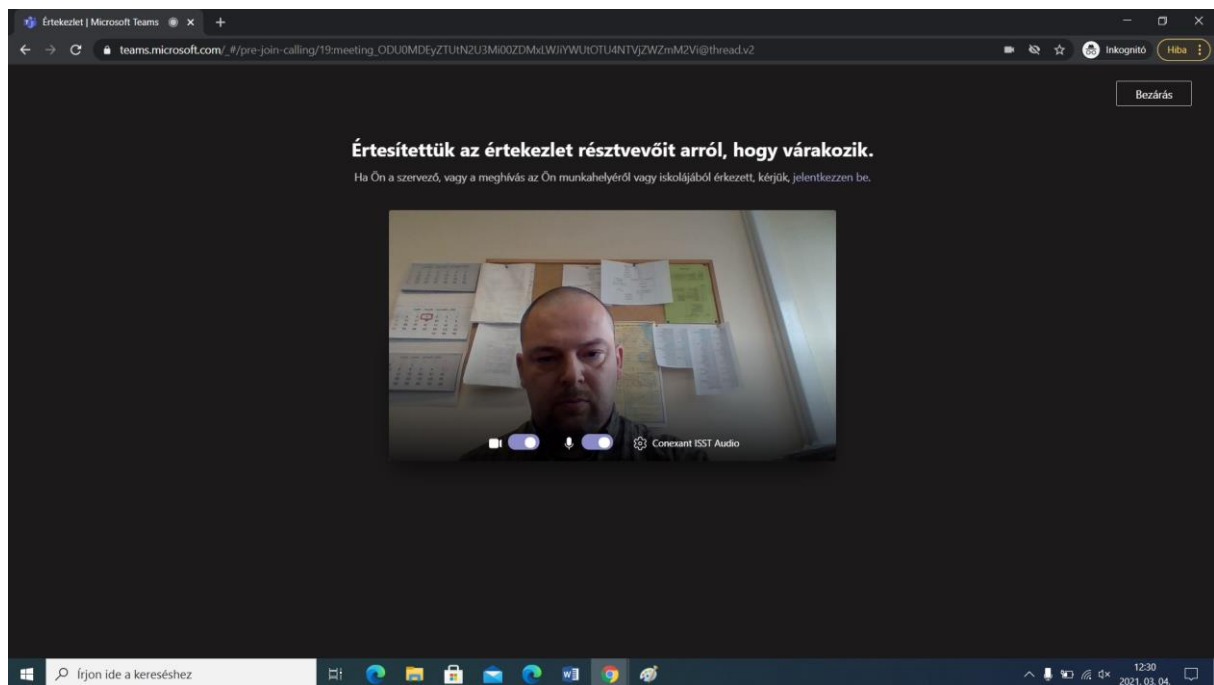 Értekezlet | Microsoft Teams
teams.microsoft.com/_#/pre-join-calling/19:meeting_ODU0MDEyZTUtN2U3Mi00ZDMxLWJiYWUtOTU4NTVjZWZmM2Vi@thread.v2
Inkognitó
Hiba
Bezárás
Értesítettük az értekezlet résztvevőit arról, hogy várakozik.
Ha Ön a szervező, vagy a meghívás az Ön munkahelyéről vagy iskolájából érkezett, kérjük, jelentkezzen be.
Conexant ISST Audio
Írjon ide a kereséshez
12:30
2021. 03. 04.